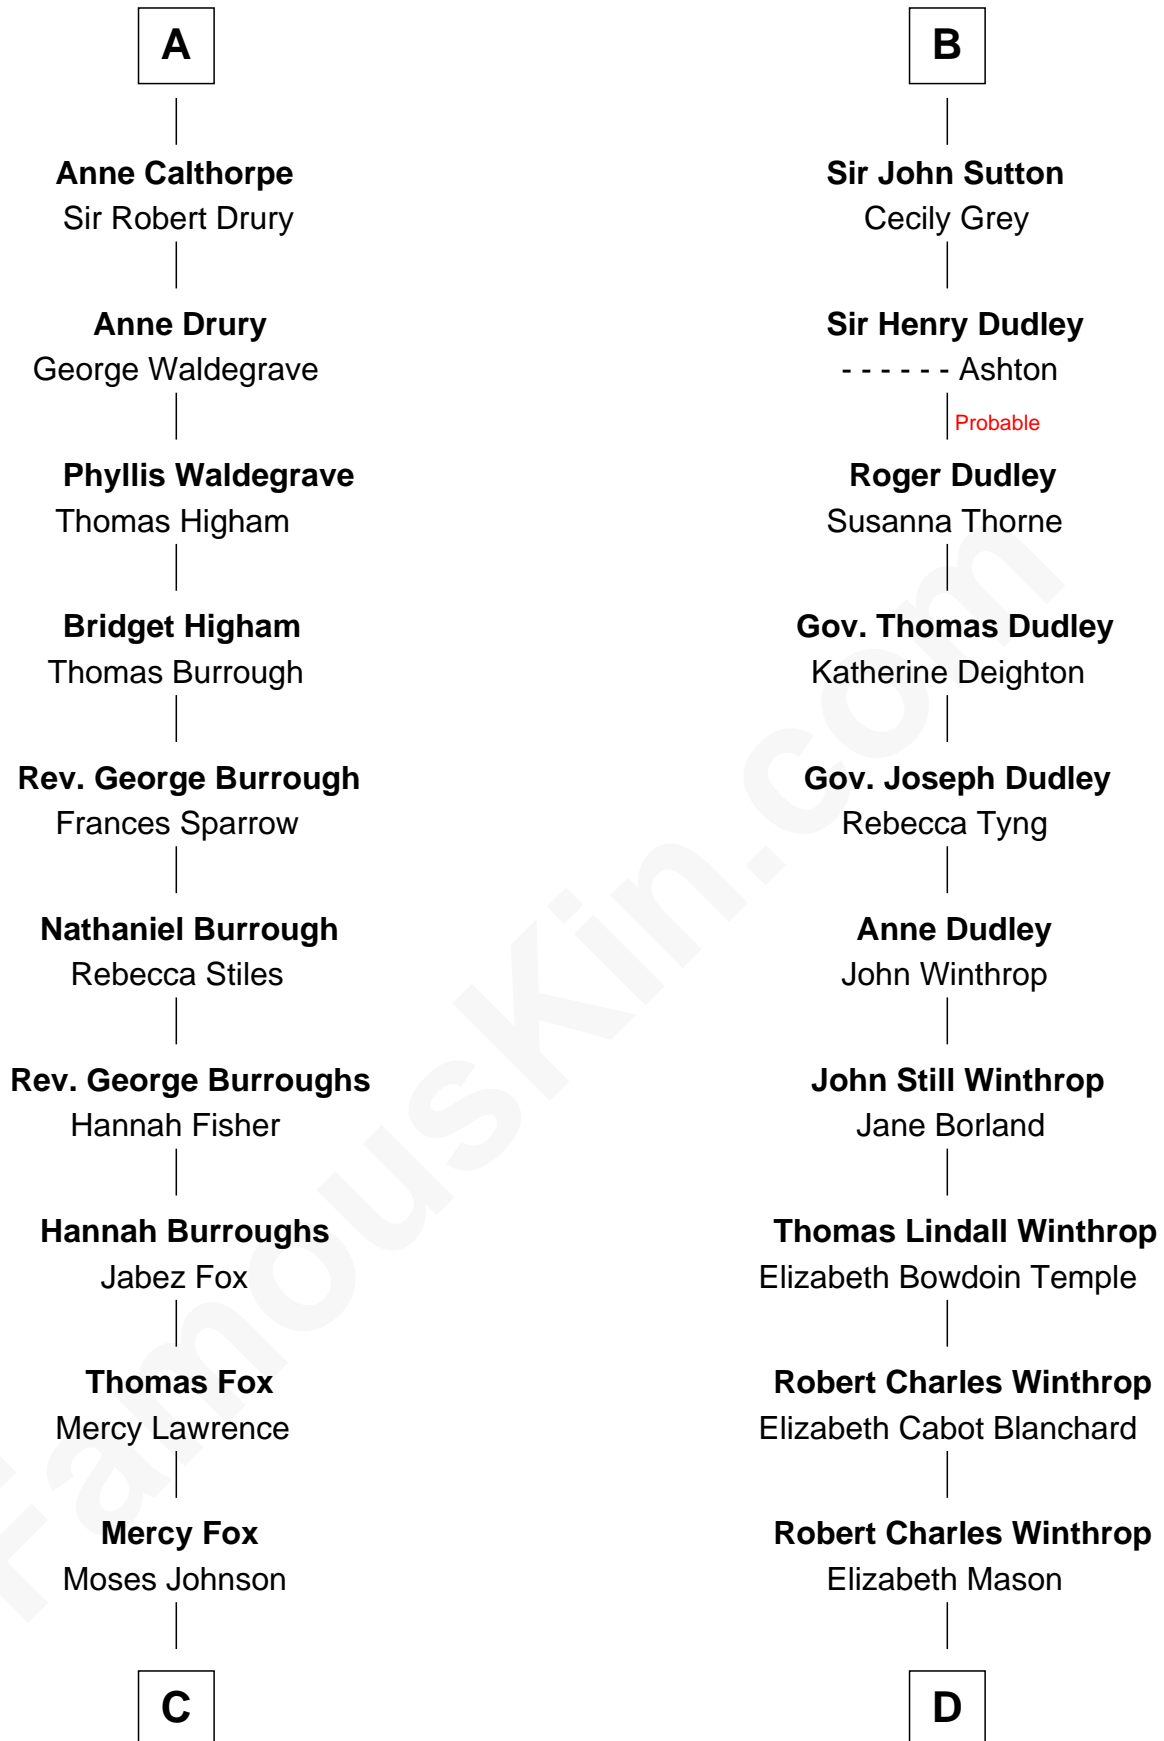 A
Anne Calthorpe
Sir Robert Drury
Anne Drury
George Waldegrave
Phyllis Waldegrave
Thomas Higham
Bridget Higham
Thomas Burrough
Rev. George Burrough
Frances Sparrow
Nathaniel Burrough
Rebecca Stiles
Rev. George Burroughs
Hannah Fisher
Hannah Burroughs
Jabez Fox
Thomas Fox
Mercy Lawrence
Mercy Fox
Moses Johnson
C
B
Sir John Sutton
Cecily Grey
Sir Henry Dudley
- - - - - - Ashton
Probable
Roger Dudley
Susanna Thorne
Gov. Thomas Dudley
Katherine Deighton
Gov. Joseph Dudley
Rebecca Tyng
Anne Dudley
John Winthrop
John Still Winthrop
Jane Borland
Thomas Lindall Winthrop
Elizabeth Bowdoin Temple
Robert Charles Winthrop
Elizabeth Cabot Blanchard
Robert Charles Winthrop
Elizabeth Mason
D
FamousKin.com